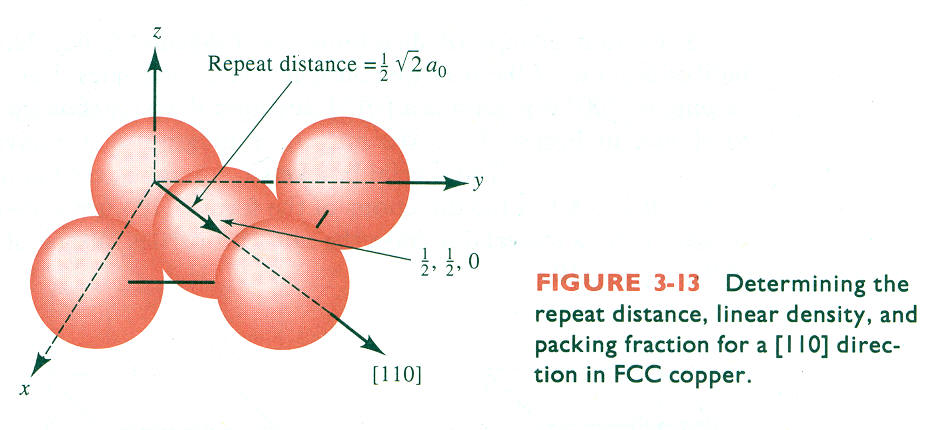 z
Repeat distance = ½ √2 a₀
y
½, ½, 0
[110]
x
FIGURE 3-13 Determining the
repeat distance, linear density, and
packing fraction for a [110] direc-
tion in FCC copper.